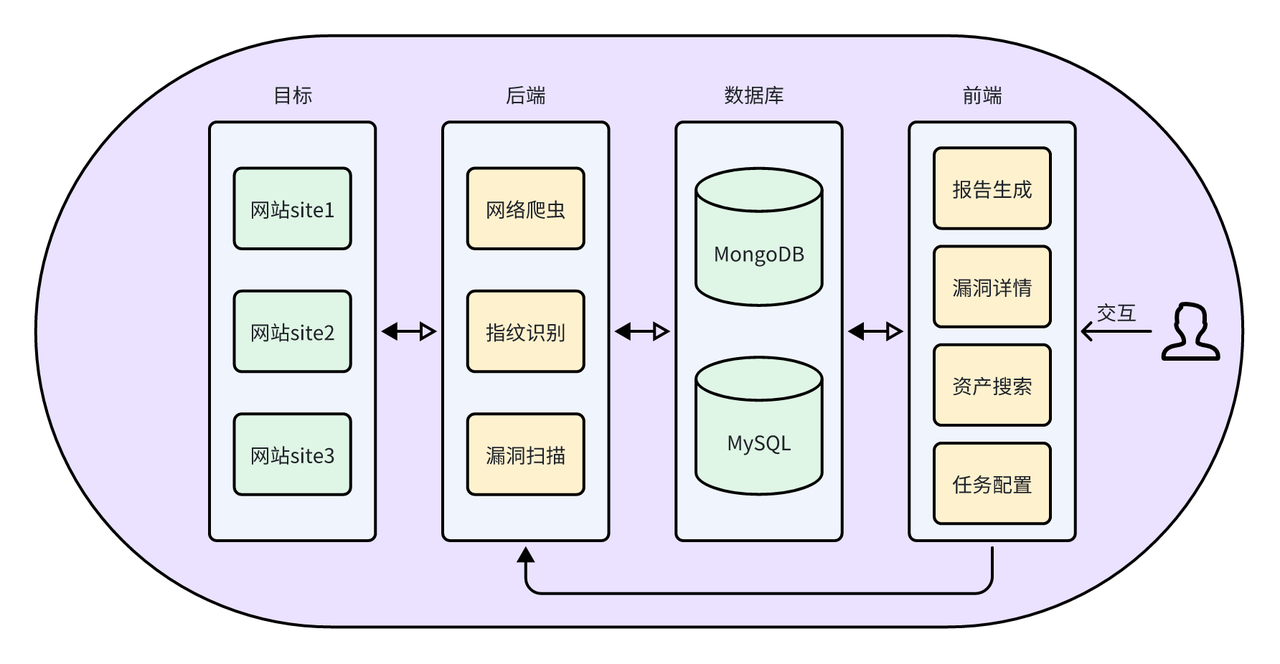 目标
后端
数据库
前端
网站site1
网站site2
网站site3
网络爬虫
指纹识别
漏洞扫描
MongoDB
MySQL
报告生成
漏洞详情
资产搜索
任务配置
交互